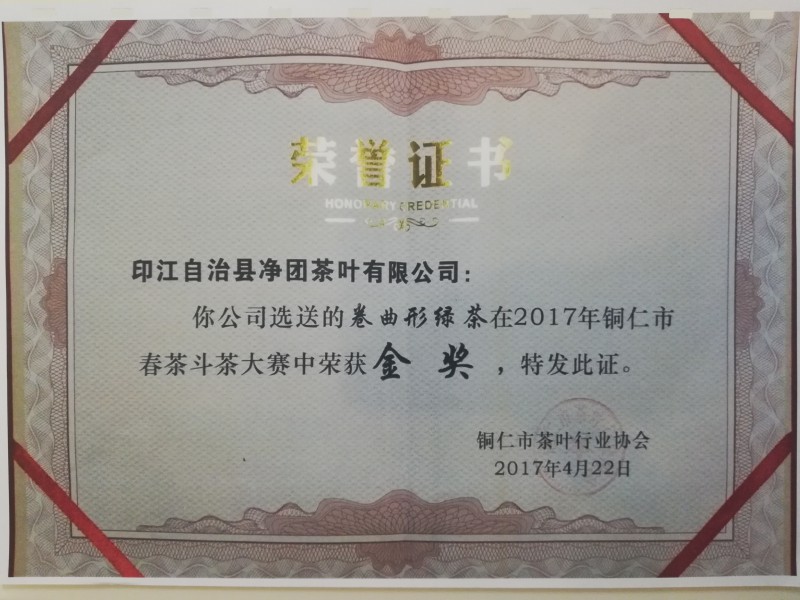 荣誉证书
HONORARY CREDENTIAL
印江自治县净团茶叶有限公司：
你公司选送的卷曲形绿茶在2017年铜仁市
春茶斗茶大赛中荣获金奖，特发此证。
铜仁市茶叶行业协会
2017年4月22日